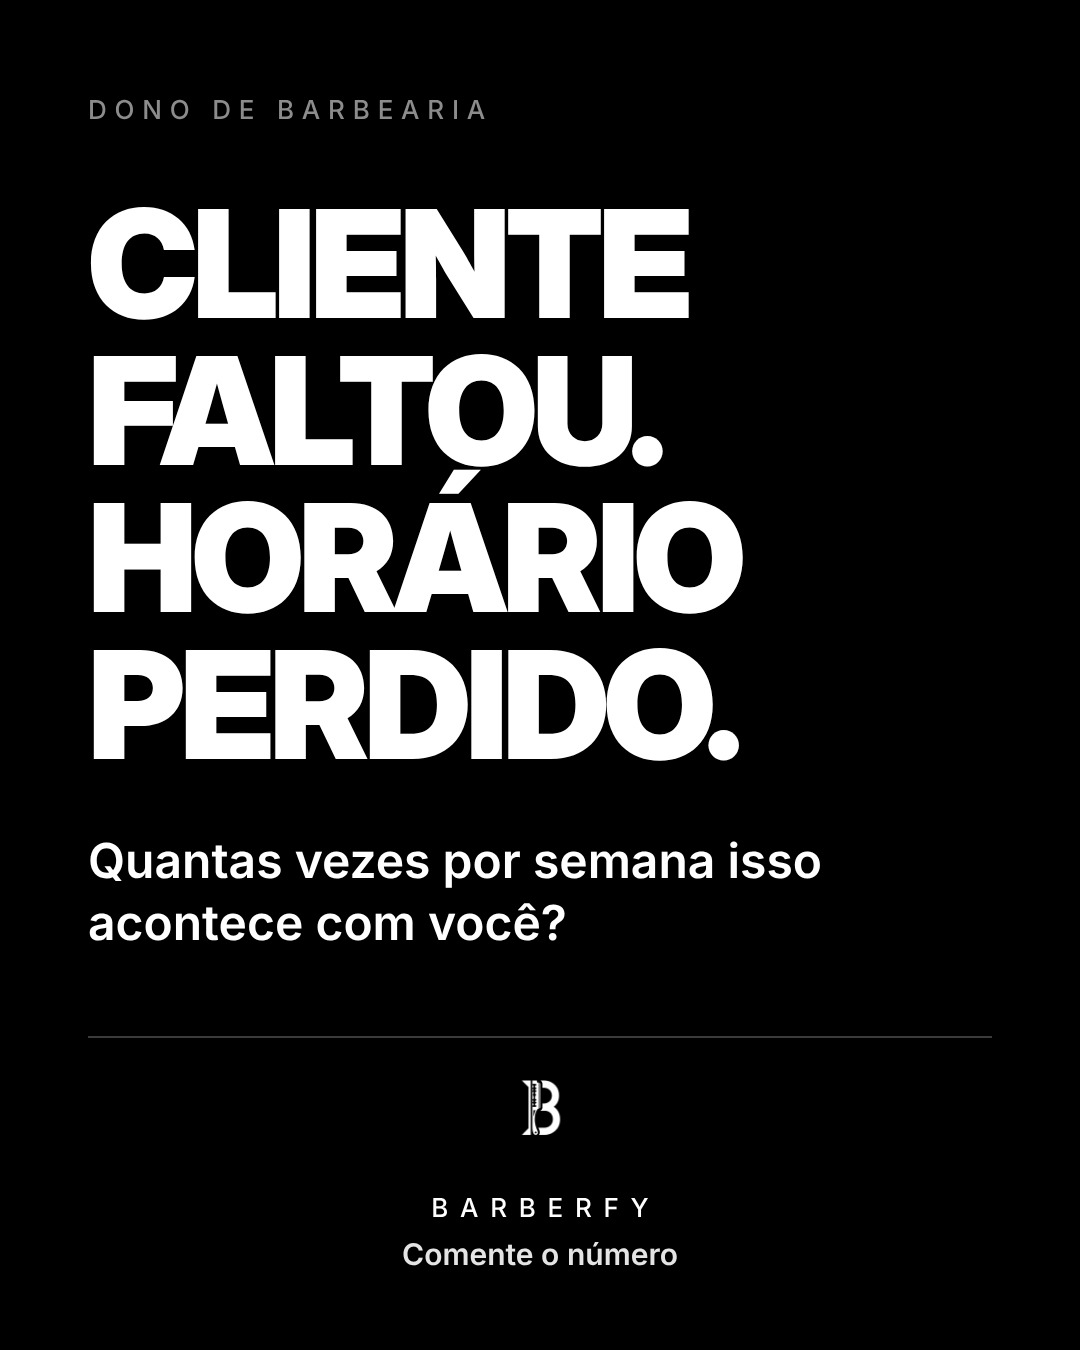 DONO DE BARBEARIA
CLIENTE
FALTOU.
HORÁRIO
PERDIDO.
Quantas vezes por semana isso
acontece com você?
B
BARBERFY
Comente o número